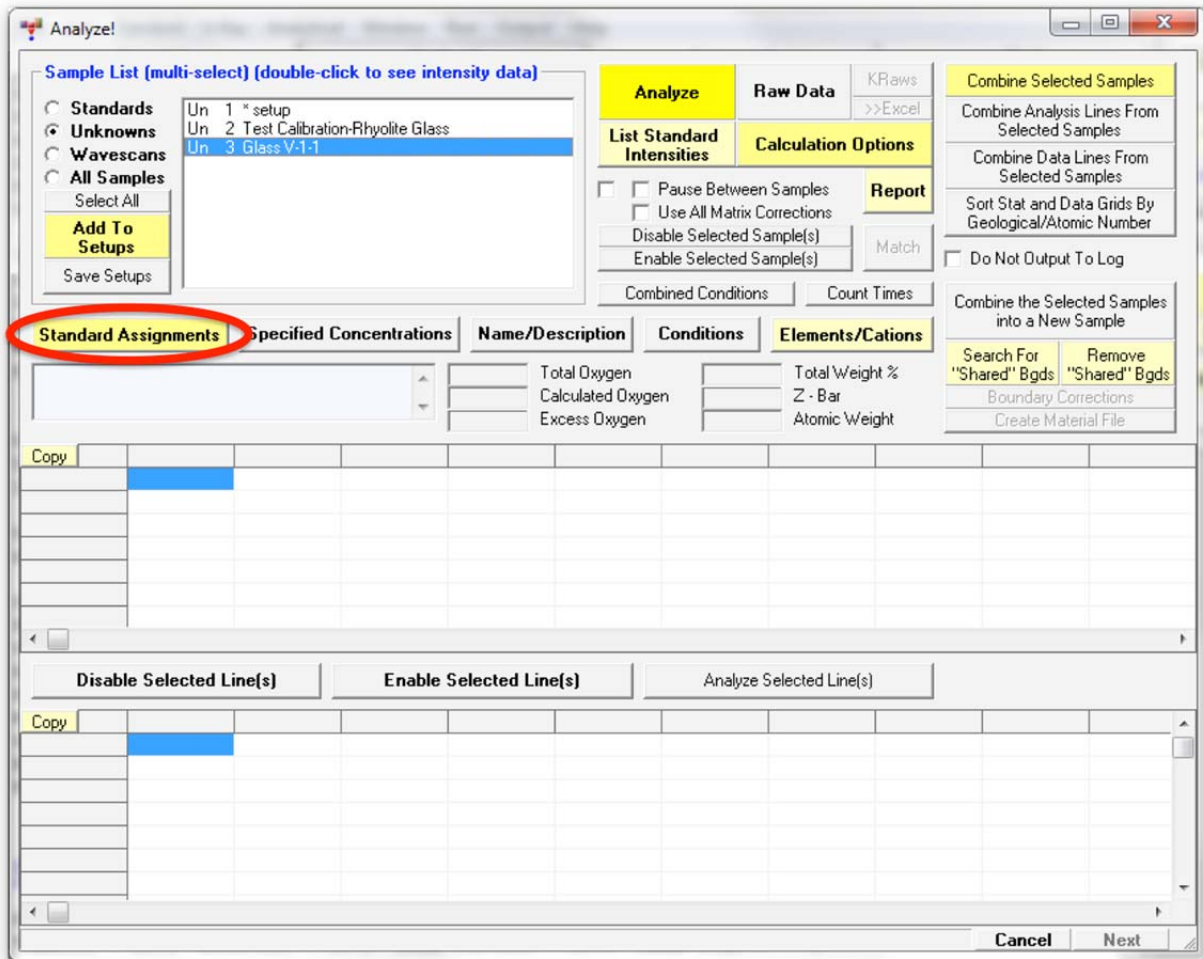 Analyze!
Sample List (multi-select) (double-click to see intensity data)
Standards
Unknowns
Wavescans
All Samples
Select All
Add To
Setups
Save Setups
Un 1 * setup
Un 2 Test Calibration-Rhyolite Glass
Un 3 Glass V-1-1
Analyze
Raw Data
KRaws
>>Excel
List Standard
Intensities
Calculation Options
Pause Between Samples
Use All Matrix Corrections
Report
Disable Selected Sample(s)
Enable Selected Sample(s)
Match
Combined Conditions
Count Times
Combine Selected Samples
Combine Analysis Lines From
Selected Samples
Combine Data Lines From
Selected Samples
Sort Stat and Data Grids By
Geological/Atomic Number
Do Not Output To Log
Combine the Selected Samples
into a New Sample
Search For
"Shared" Bgds
Remove
"Shared" Bgds
Boundary Corrections
Create Material File
Standard Assignments
Specified Concentrations
Name/Description
Conditions
Elements/Cations
Total Oxygen
Calculated Oxygen
Excess Oxygen
Total Weight %
Z - Bar
Atomic Weight
Copy
Disable Selected Line(s)
Enable Selected Line(s)
Analyze Selected Line(s)
Copy
Cancel
Next